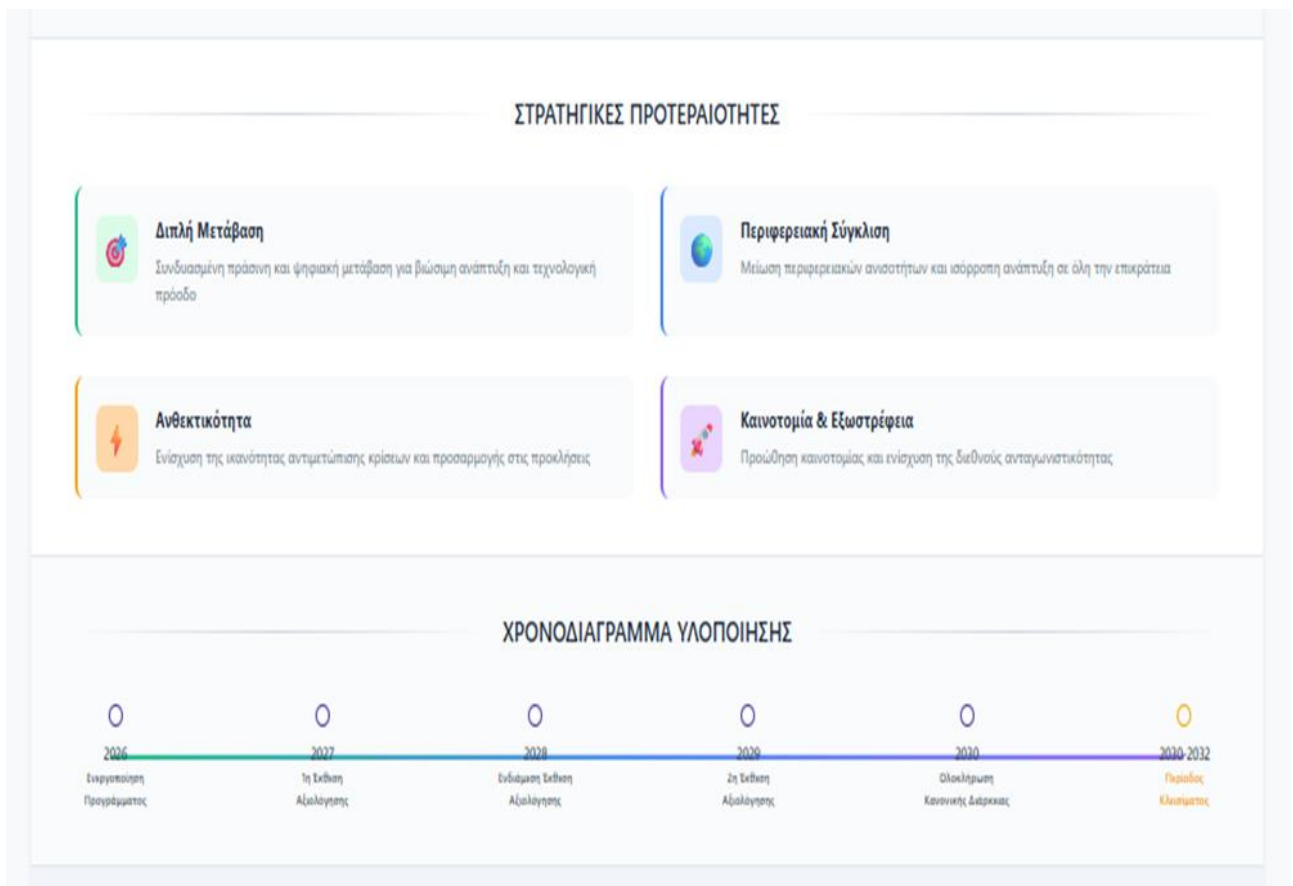 ΣΤΡΑΤΗΓΙΚΕΣ ΠΡΟΤΕΡΑΙΟΤΗΤΕΣ
Διπλή Μετάβαση
Συνδυασμένη πράσινη και ψηφιακή μετάβαση για βιώσιμη ανάπτυξη και τεχνολογική
πρόοδο
Περιφερειακή Σύγκλιση
Μείωση περιφερειακών ανισοτήτων και ισόρροπη ανάπτυξη σε όλη την επικράτεια
Ανθεκτικότητα
Ενίσχυση της ικανότητας αντιμετώπισης κρίσεων και προσαρμογής στις προκλήσεις
Καινοτομία & Εξωστρέφεια
Προώθηση καινοτομίας και ενίσχυση της διεθνούς ανταγωνιστικότητας
ΧΡΟΝΟΔΙΑΓΡΑΜΜΑ ΥΛΟΠΟΙΗΣΗΣ
2026
Ενεργοποίηση
Προγράμματος
2027
1η Έκθεση
Αξιολόγησης
2028
Ενδιάμεση Έκθεση
Αξιολόγησης
2029
2η Έκθεση
Αξιολόγησης
2030
Ολοκλήρωση
Κανονικής Διάρκειας
2030-2032
Περίοδος
Κλεισίματος